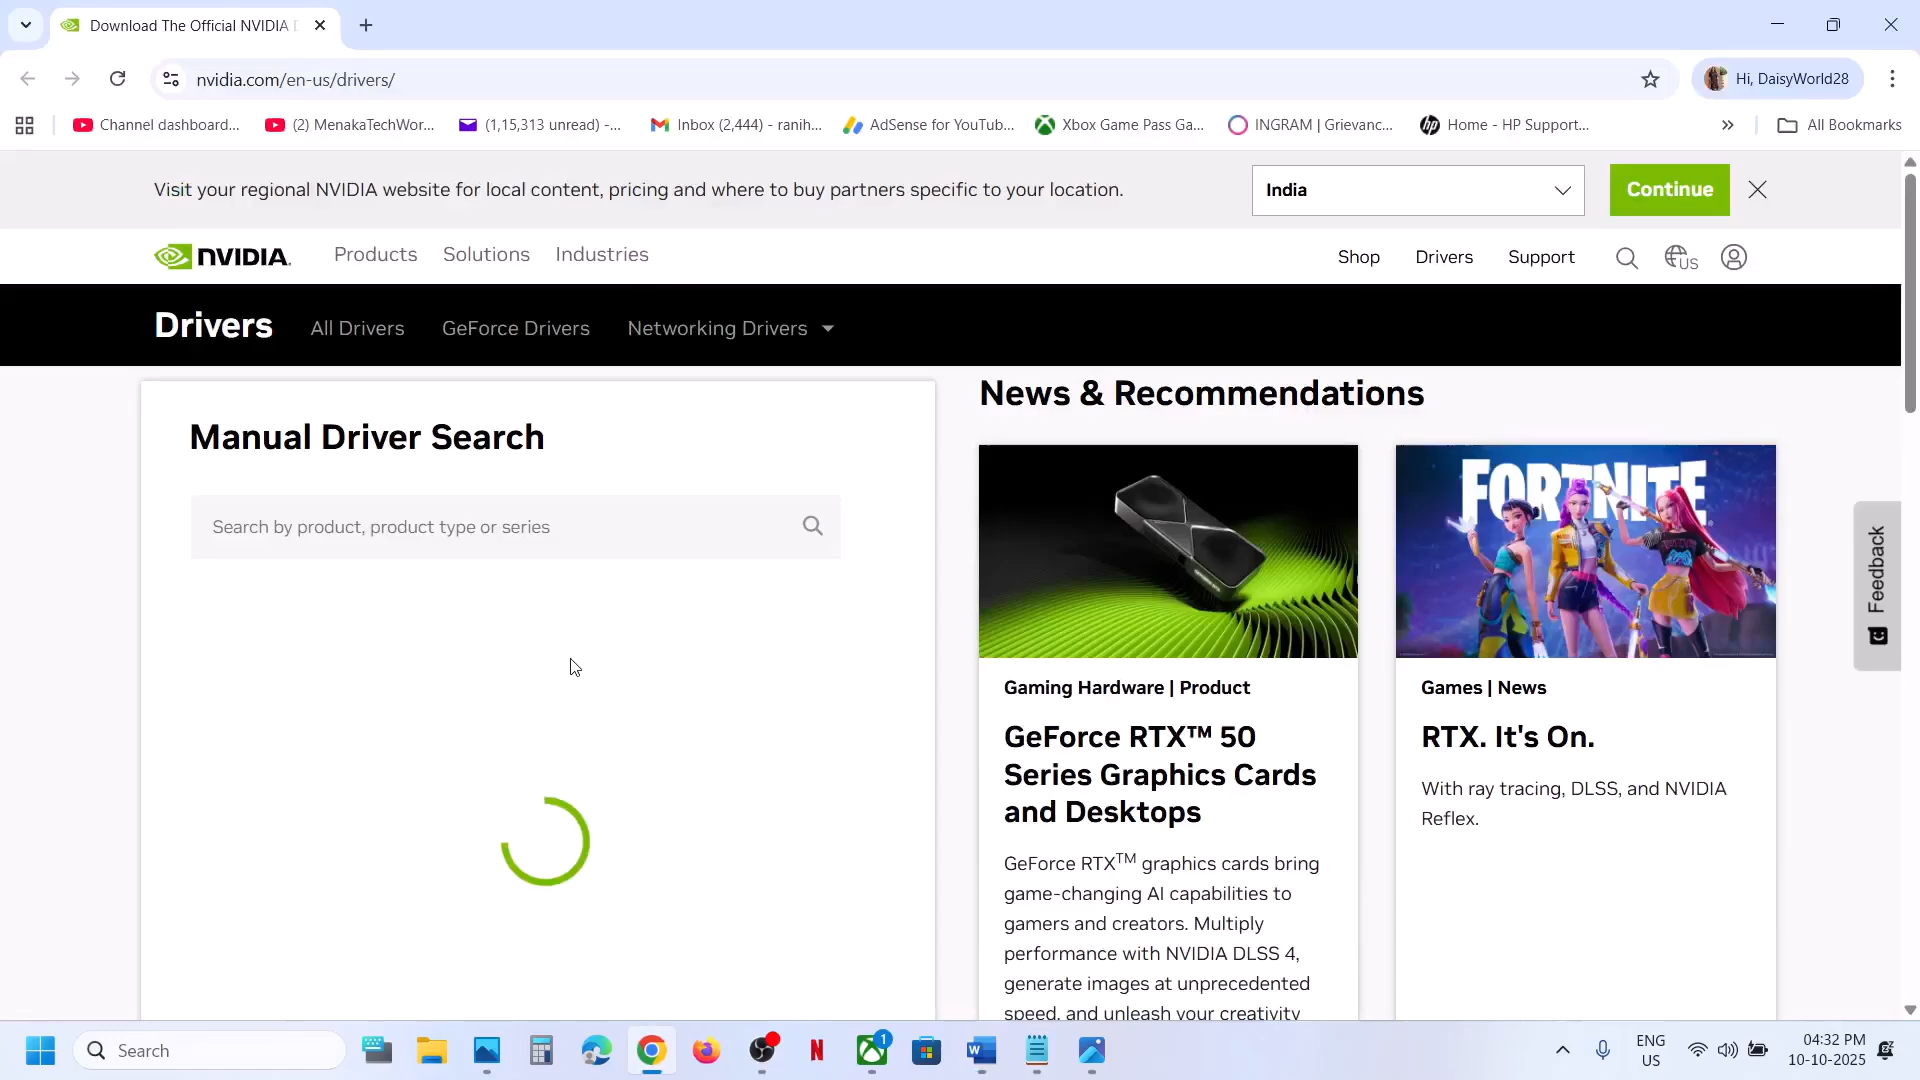 Download The Official NVIDIA
nvidia.com/en-us/drivers/
Hi, DaisyWorld28
Channel dashboard...
(2) MenakaTechWor...
(1,15,313 unread) -...
Inbox (2,444) - ranih...
AdSense for YouTub...
Xbox Game Pass Ga...
INGRAM | Grievanc...
Home - HP Support...
All Bookmarks
Visit your regional NVIDIA website for local content, pricing and where to buy partners specific to your location.
India
Continue
NVIDIA.
Products
Solutions
Industries
Shop
Drivers
Support
US
Drivers
All Drivers
GeForce Drivers
Networking Drivers
Manual Driver Search
Search by product, product type or series
News & Recommendations
FORTNITE
Gaming Hardware | Product
GeForce RTX™ 50
Series Graphics Cards
and Desktops
GeForce RTX™ graphics cards bring
game-changing AI capabilities to
gamers and creators. Multiply
performance with NVIDIA DLSS 4,
generate images at unprecedented
speed, and unleash your creativity
Games | News
RTX. It's On.
With ray tracing, DLSS, and NVIDIA
Reflex.
Feedback
Search
1
ENG
US
04:32 PM
10-10-2025